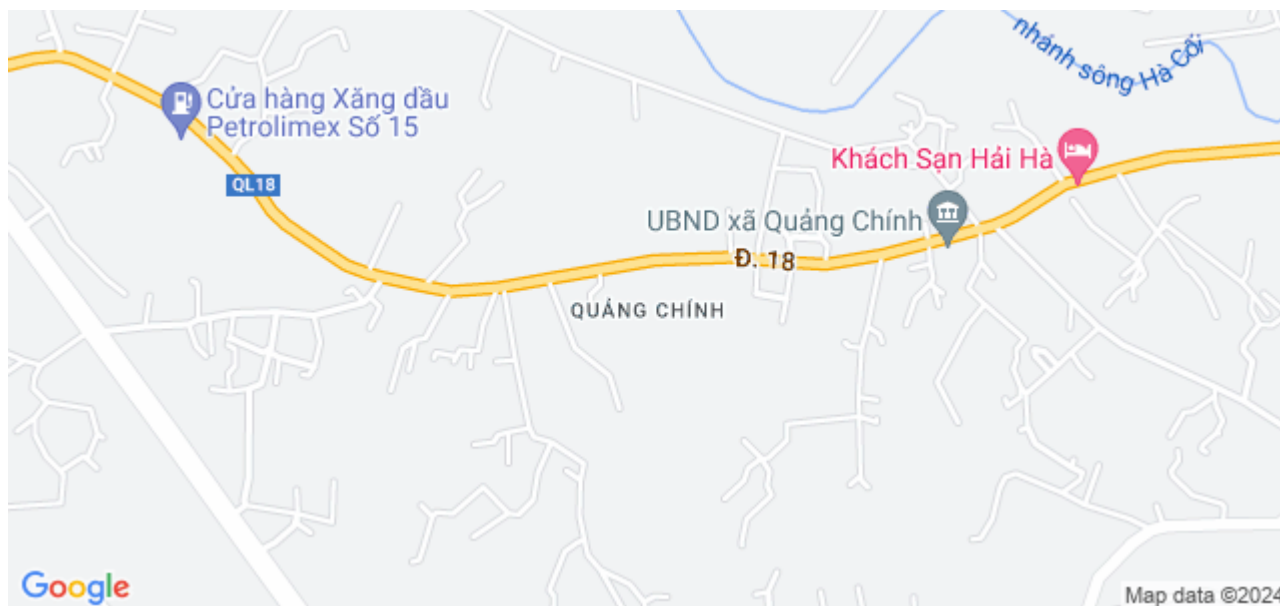 nhánh sông Hà Cối
Cửa hàng Xăng dầu
Petrolimex Số 15
Khách Sạn Hải Hà
QL18
UBND xã Quảng Chính
Đ. 18
QUẢNG CHÍNH
Google
Map data ©2024